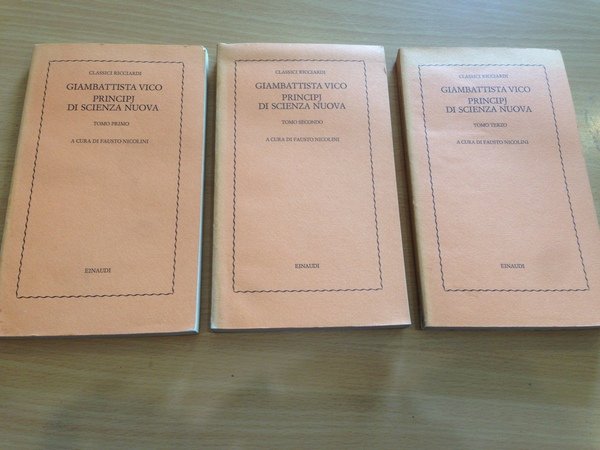 CLASSICI RICCIARDI
GIAMBATTISTA VICO
PRINCIPJ
DI SCIENZA NUOVA
TOMO PRIMO
A CURA DI FAUSTO NICOLINI
EINAUDI
CLASSICI RICCIARDI
GIAMBATTISTA VICO
PRINCIPJ
DI SCIENZA NUOVA
TOMO SECONDO
A CURA DI FAUSTO NICOLINI
EINAUDI
CLASSICI RICCIARDI
GIAMBATTISTA VICO
PRINCIPJ
DI SCIENZA NUOVA
TOMO TERZO
A CURA DI FAUSTO NICOLINI
EINAUDI